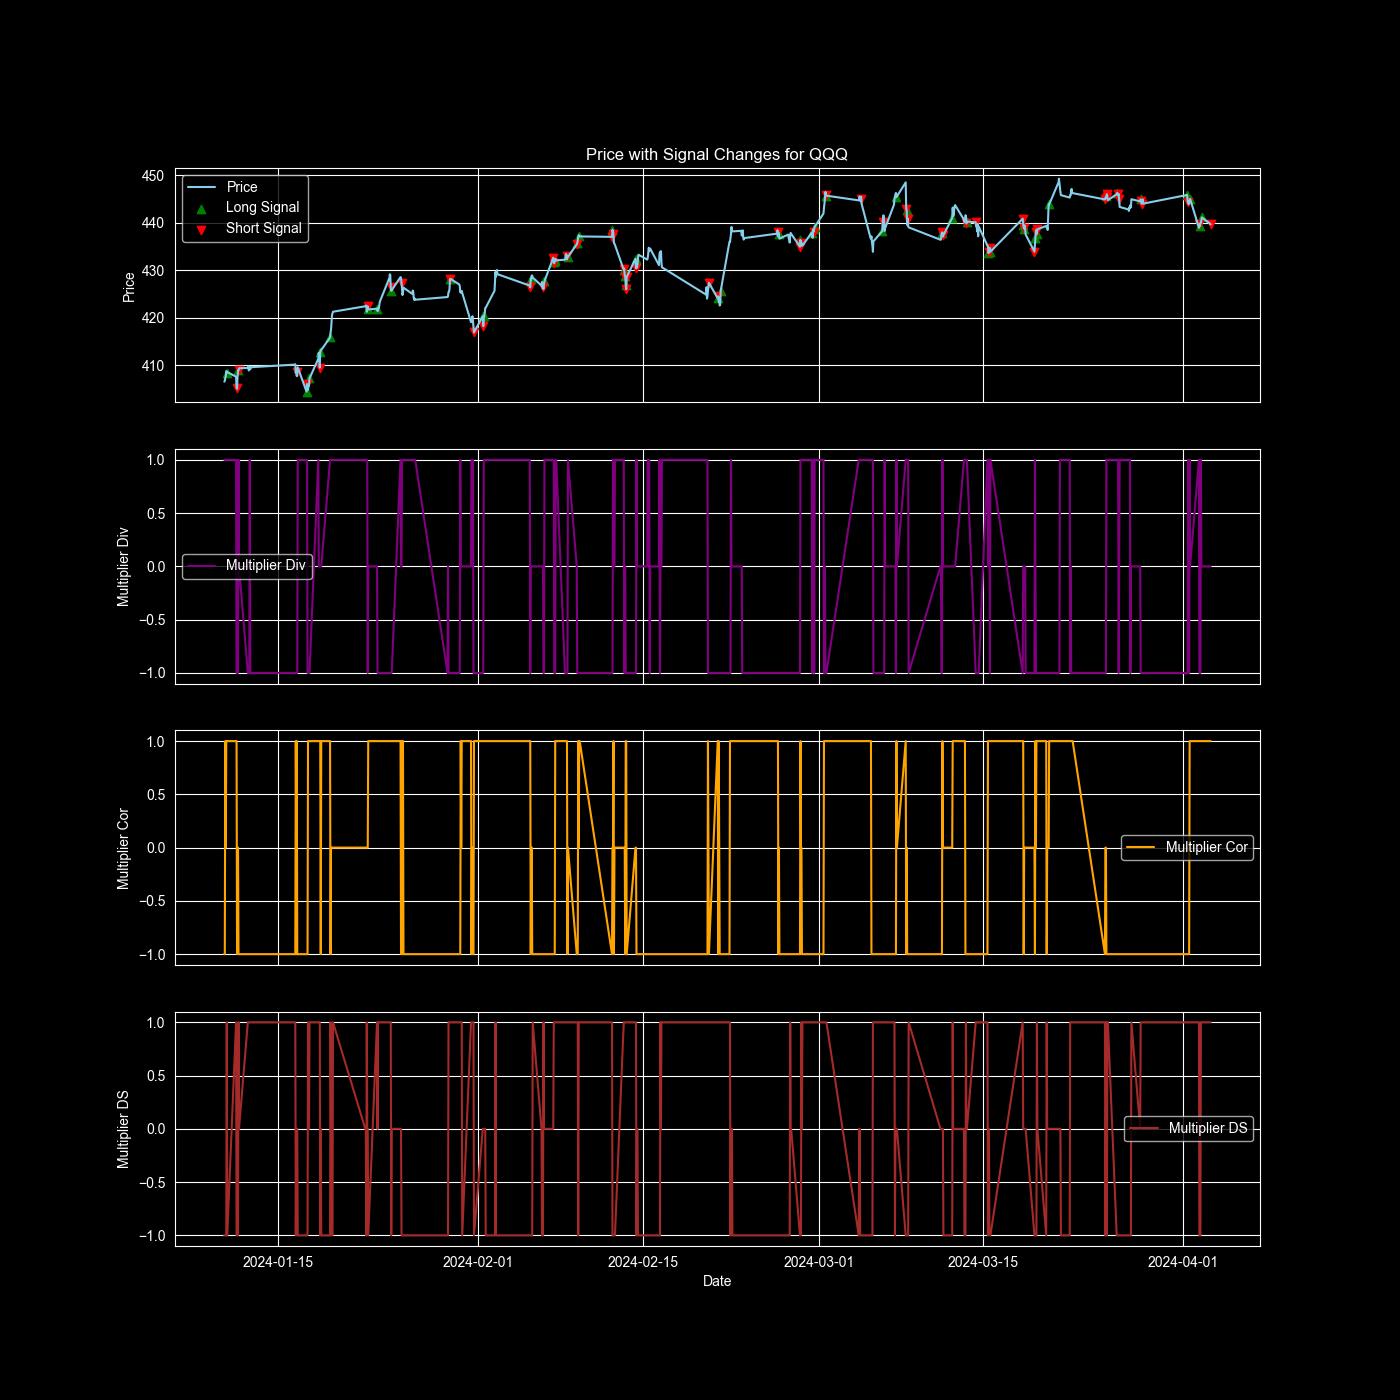 Price with Signal Changes for QQQ
450
440
430
420
410
Price
Price
Long Signal
Short Signal
1.0
0.5
0.0
−0.5
−1.0
Multiplier Div
Multiplier Div
1.0
0.5
0.0
−0.5
−1.0
Multiplier Cor
Multiplier Cor
1.0
0.5
0.0
−0.5
−1.0
Multiplier DS
Multiplier DS
2024-01-15
2024-02-01
2024-02-15
2024-03-01
2024-03-15
2024-04-01
Date